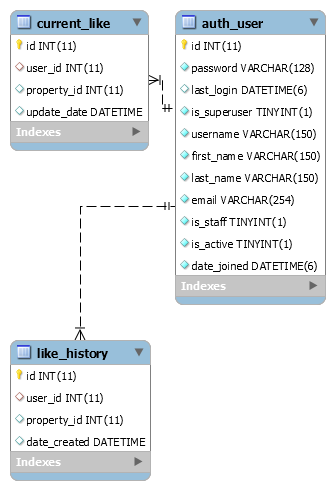 current_like
id INT(11)
user_id INT(11)
property_id INT(11)
update_date DATETIME
Indexes
auth_user
id INT(11)
password VARCHAR(128)
last_login DATETIME(6)
is_superuser TINYINT(1)
username VARCHAR(150)
first_name VARCHAR(150)
last_name VARCHAR(150)
email VARCHAR(254)
is_staff TINYINT(1)
is_active TINYINT(1)
date_joined DATETIME(6)
Indexes
like_history
id INT(11)
user_id INT(11)
property_id INT(11)
date_created DATETIME
Indexes